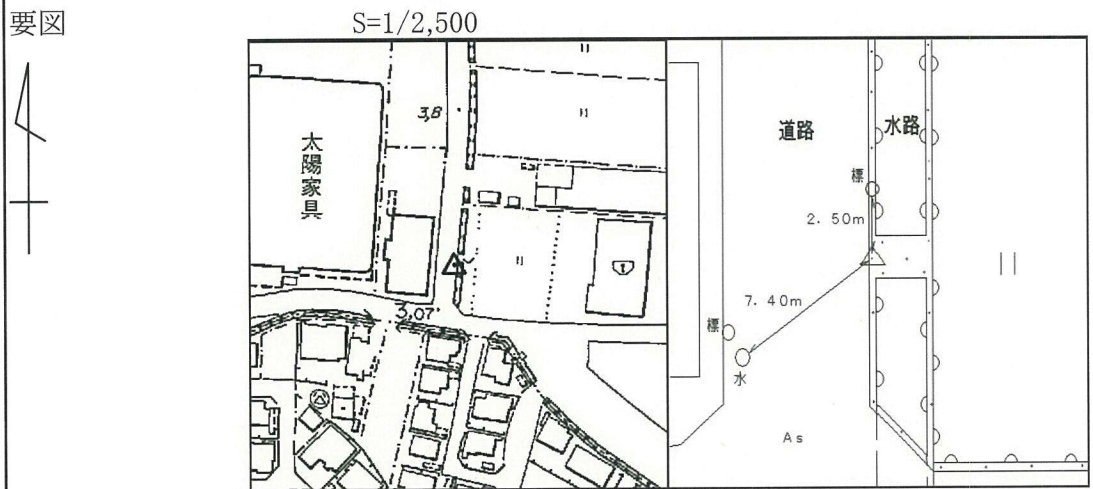 要図
S=1/2,500
3,8
太陽家具
3,07
道路
水路
標
2.50m
7.40m
標
水
As